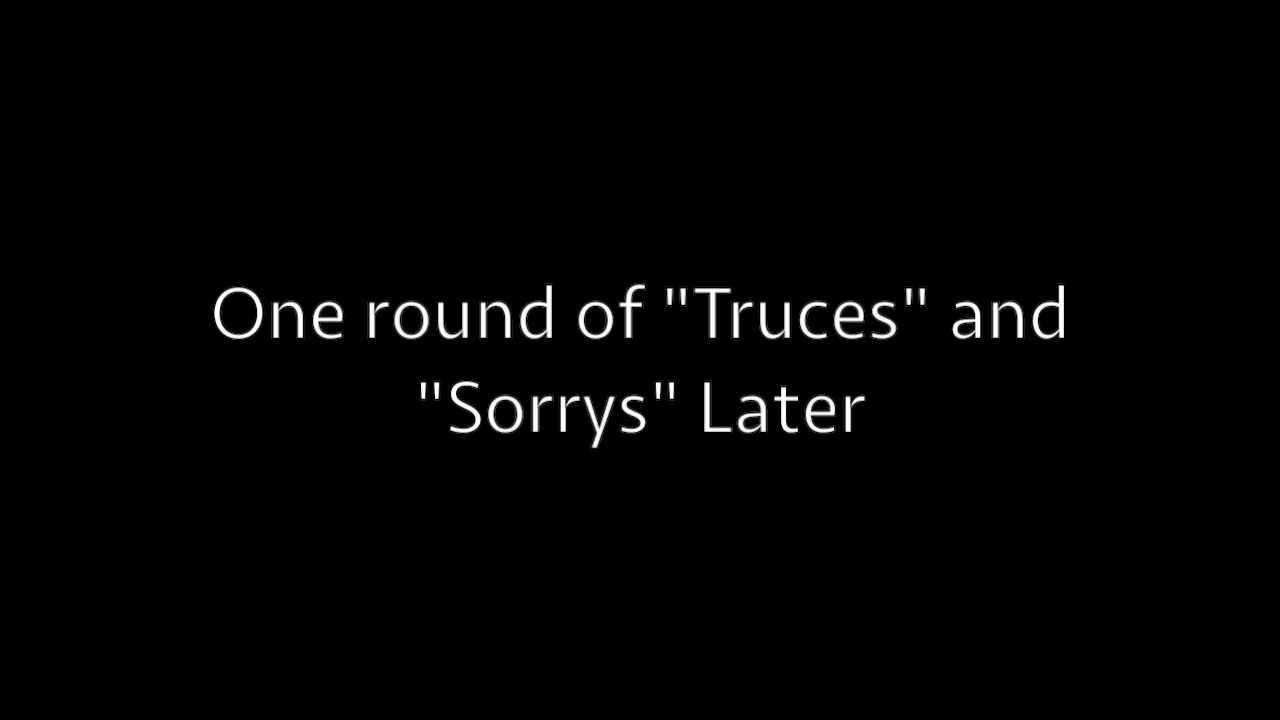 One round of "Truces" and
"Sorrys" Later